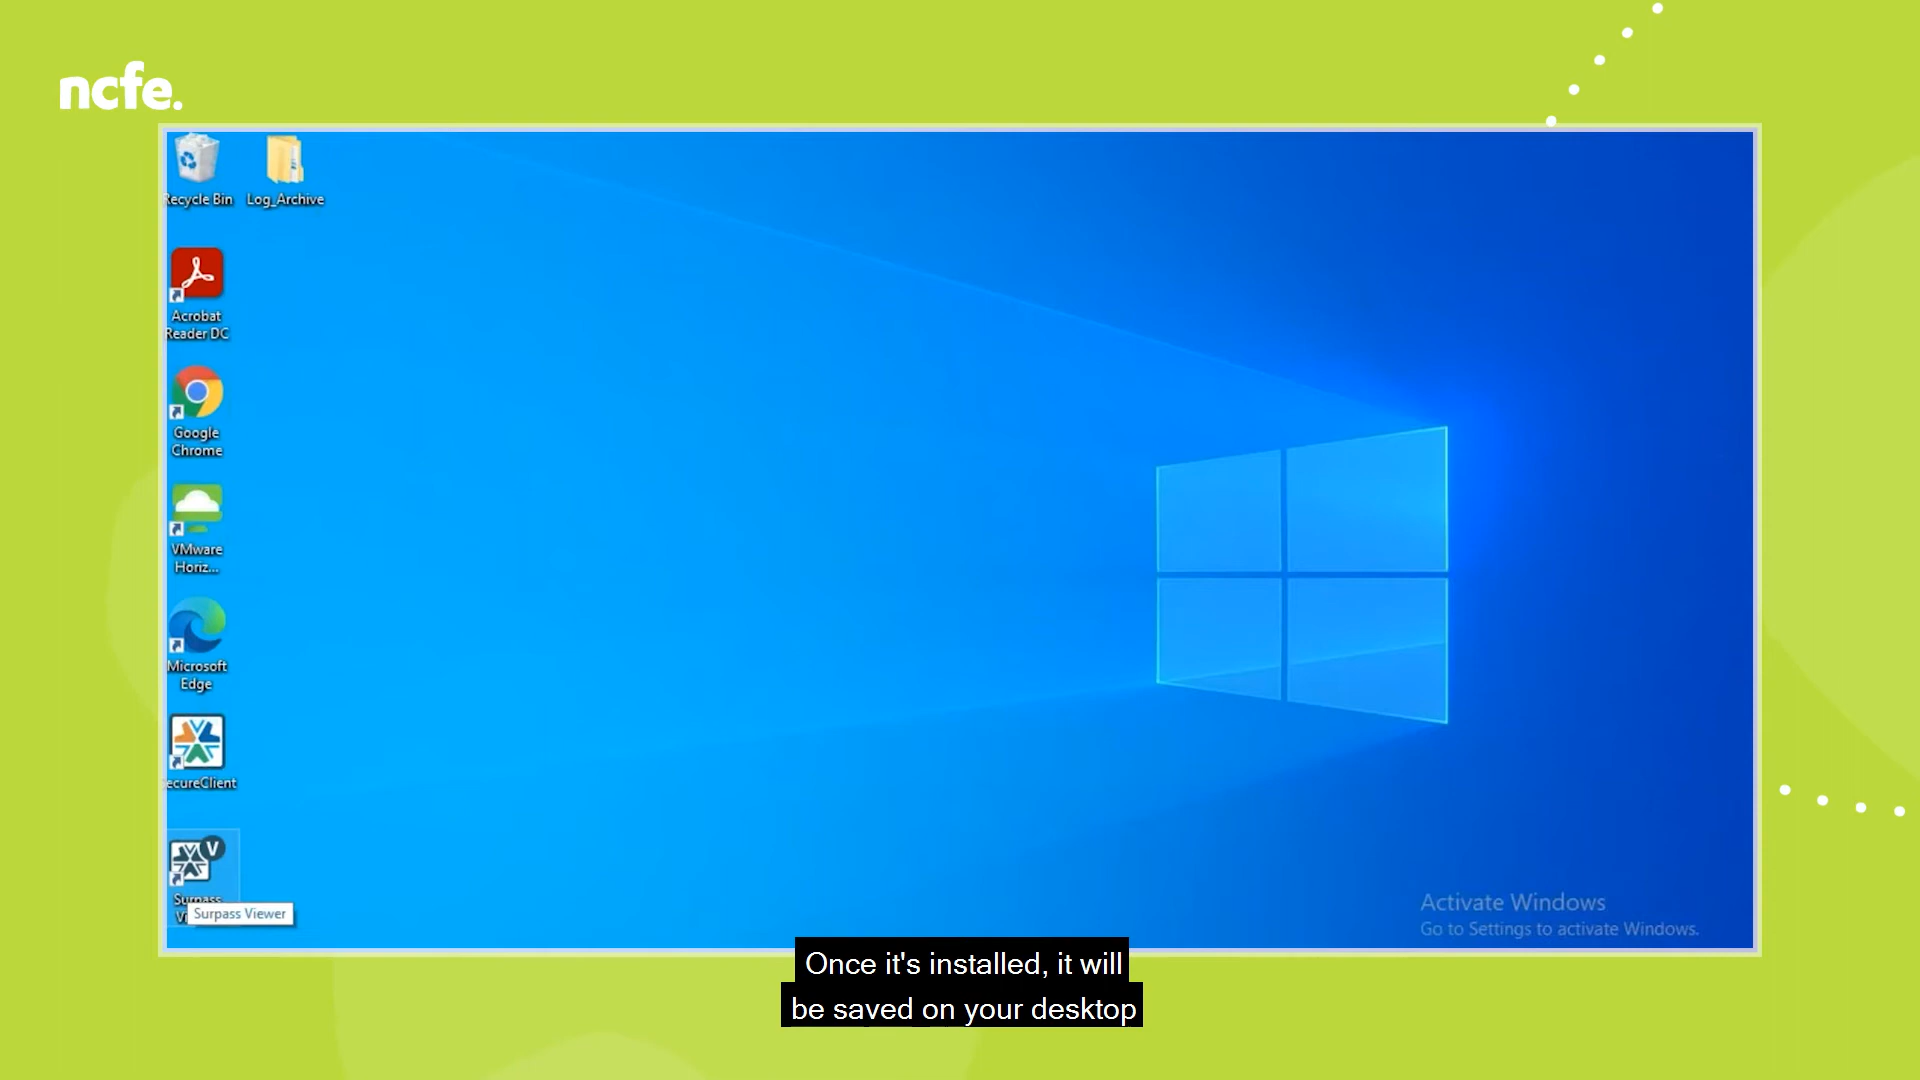 ncfe.
Recycle Bin
Log_Archive
Acrobat
Reader DC
Google
Chrome
VMware
Horiz...
Microsoft
Edge
ecureClient
V
Surpass
Surpass Viewer
Activate Windows
Go to Settings to activate Windows.
Once it's installed, it will
be saved on your desktop